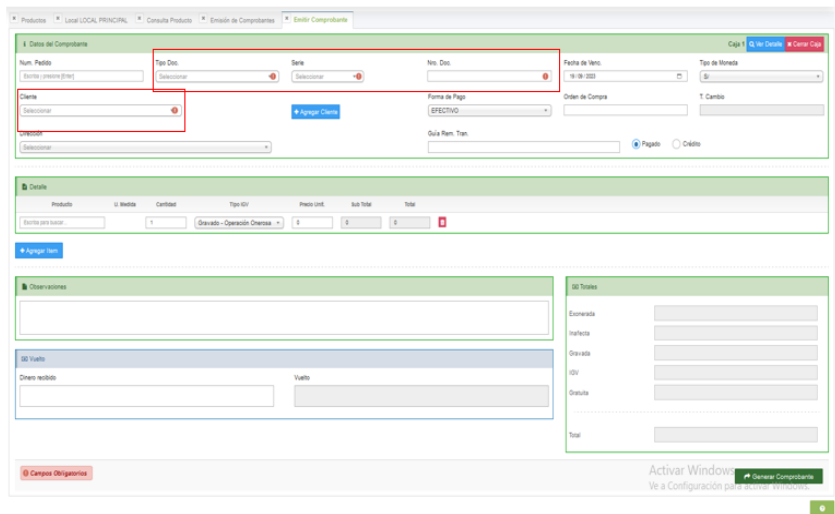 Productos Local LOCAL PRINCIPAL Consulta Producto Emisión de Comprobantes Emitir Comprobante
Datos del Comprobante Caja 1 Ver Detalle Cerrar Caja
Num. Pedido Tipo Doc. Serie Nro. Doc. Fecha de Venc. Tipo de Moneda
Escriba y presione [Enter] Seleccionar Seleccionar 19/09/2023 S/
Cliente Forma de Pago Orden de Compra T. Cambio
Seleccionar + Agregar Cliente EFECTIVO
Dirección Guía Rem. Tran.
Seleccionar Pagado Crédito
Detalle
Producto U. Medida Cantidad Tipo IGV Precio Unit. Sub Total Total
Escriba para buscar... 1 Gravado - Operación Onerosa 0 0 0
+ Agregar Item
Observaciones Totales
Exonerada
Inafecta
Gravada
IGV
Gratuita
Total
Vuelto
Dinero recibido Vuelto
Campos Obligatorios Generar Comprobante
Activar Windows
Ve a Configuración para activar Windows.